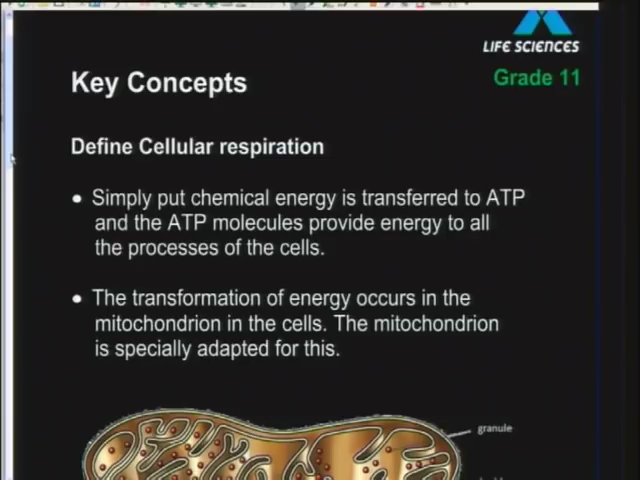 LIFE SCIENCES
Grade 11
Key Concepts
Define Cellular respiration
• Simply put chemical energy is transferred to ATP
and the ATP molecules provide energy to all
the processes of the cells.
• The transformation of energy occurs in the
mitochondrion in the cells. The mitochondrion
is specially adapted for this.
granule